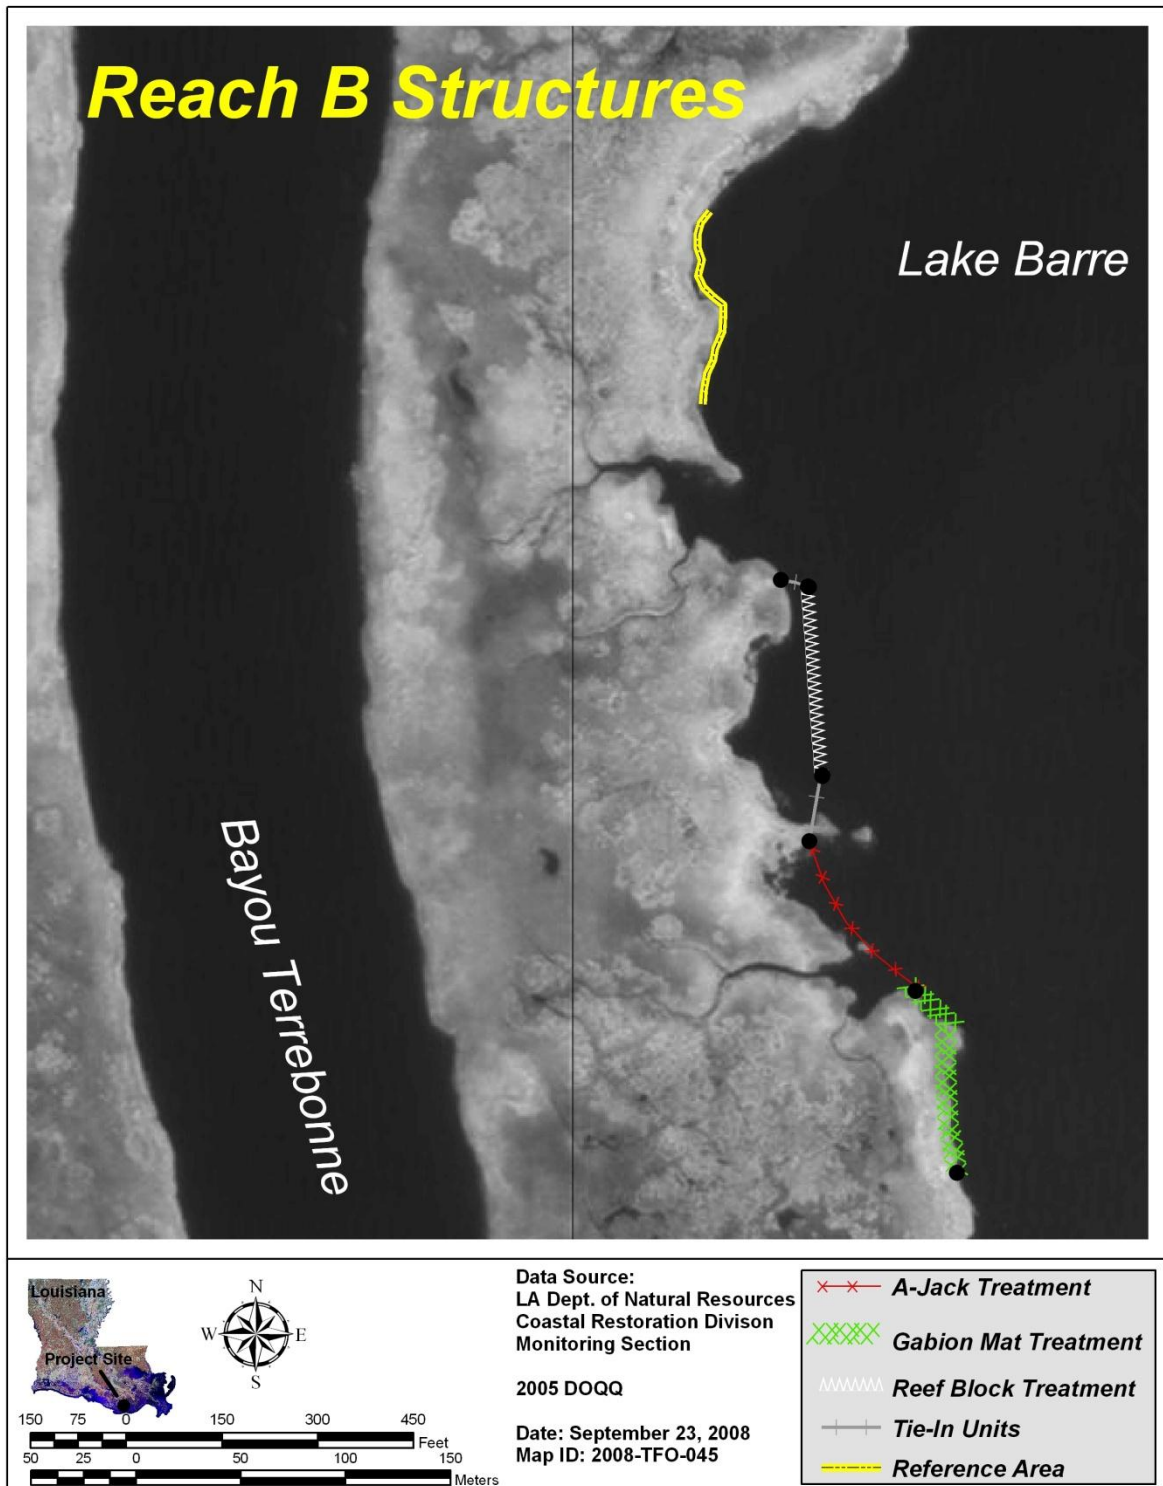 Reach B Structures
Lake Barre
Bayou Terrebonne
Louisiana
Project Site
N
W
E
S
150 75 0 150 300 450
Feet
50 25 0 50 100 150
Meters
Data Source:
LA Dept. of Natural Resources
Coastal Restoration Divison
Monitoring Section
2005 DOQQ
Date: September 23, 2008
Map ID: 2008-TFO-045
A-Jack Treatment
Gabion Mat Treatment
Reef Block Treatment
Tie-In Units
Reference Area